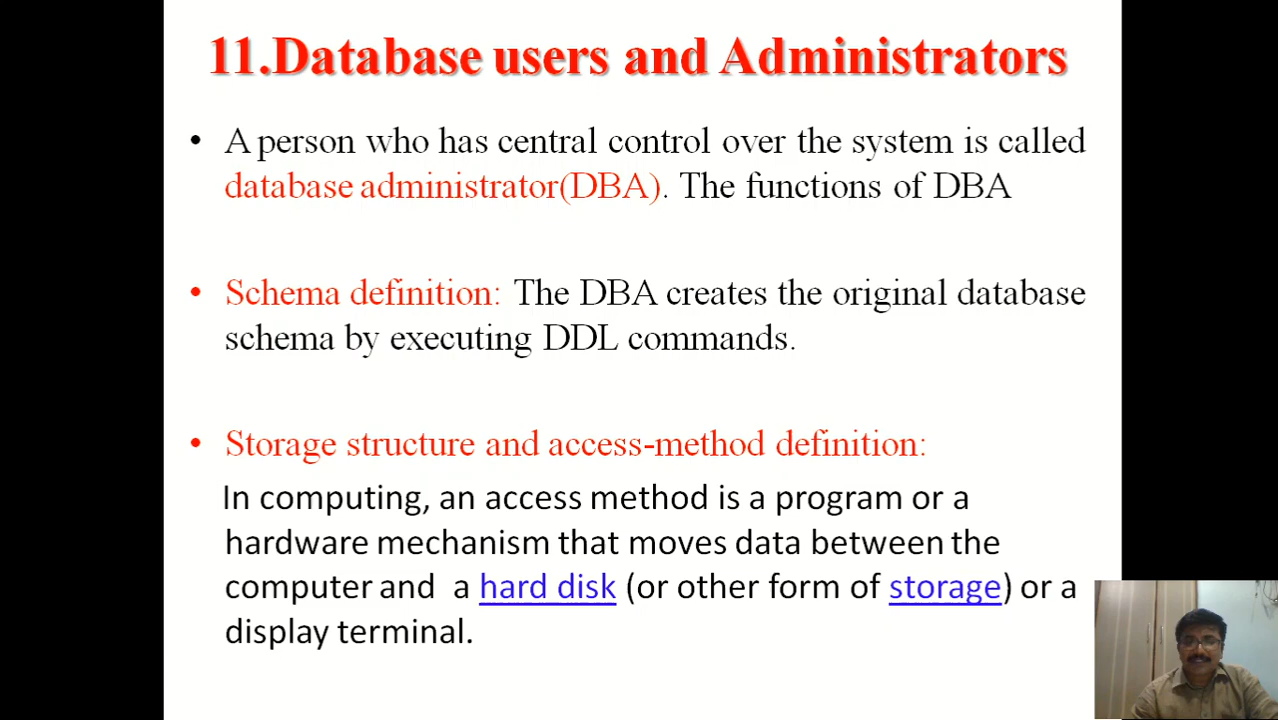 11.Database users and Administrators
• A person who has central control over the system is called
database administrator(DBA). The functions of DBA
• Schema definition: The DBA creates the original database
schema by executing DDL commands.
• Storage structure and access-method definition:
In computing, an access method is a program or a
hardware mechanism that moves data between the
computer and a hard disk (or other form of storage) or a
display terminal.